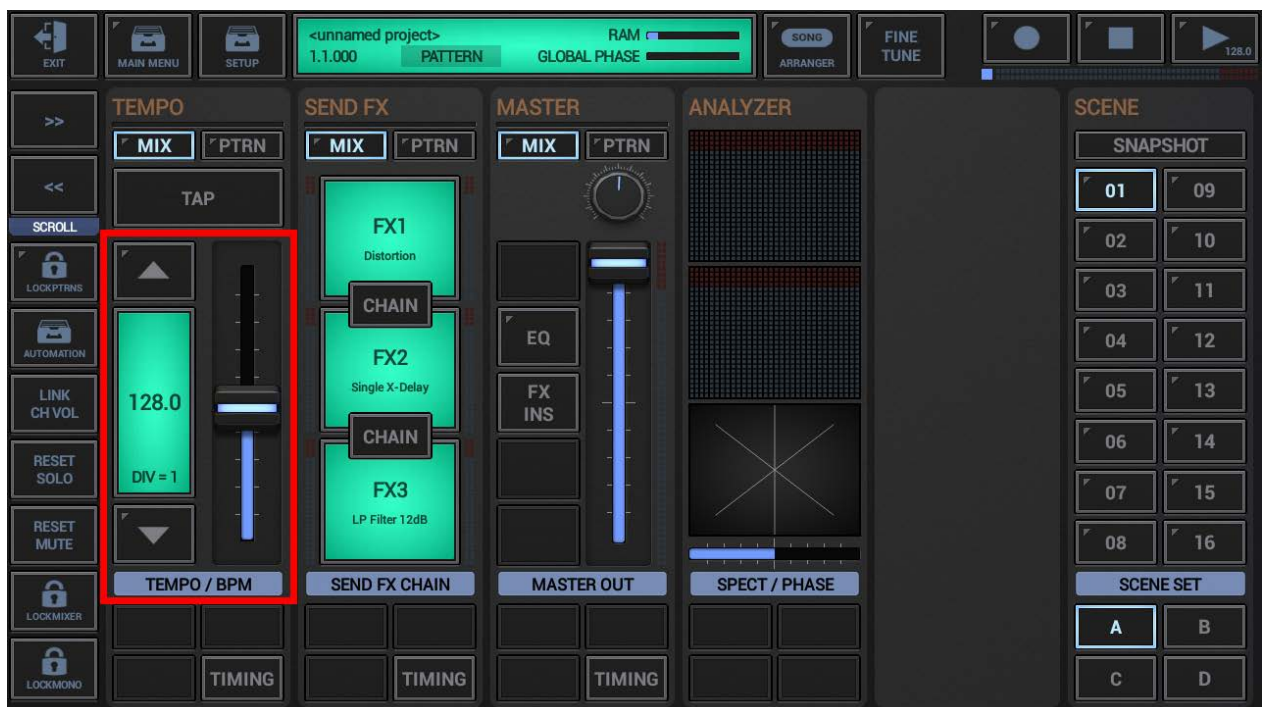 EXIT
MAIN MENU
SETUP
<unnamed project>
RAM
1.1.000
PATTERN
GLOBAL PHASE
SONG
ARRANGER
FINE
TUNE
128.0
>>
<<
SCROLL
LOCKPTRNS
AUTOMATION
LINK
CH VOL
RESET
SOLO
RESET
MUTE
LOCKMIXER
LOCKMONO
TEMPO
MIX
PTRN
TAP
128.0
DIV = 1
TEMPO / BPM
TIMING
SEND FX
MIX
PTRN
FX1
Distortion
CHAIN
FX2
Single X-Delay
CHAIN
FX3
LP Filter 12dB
SEND FX CHAIN
TIMING
MASTER
MIX
PTRN
EQ
FX
INS
MASTER OUT
TIMING
ANALYZER
SPECT / PHASE
SCENE
SNAPSHOT
01
09
02
10
03
11
04
12
05
13
06
14
07
15
08
16
SCENE SET
A
B
C
D